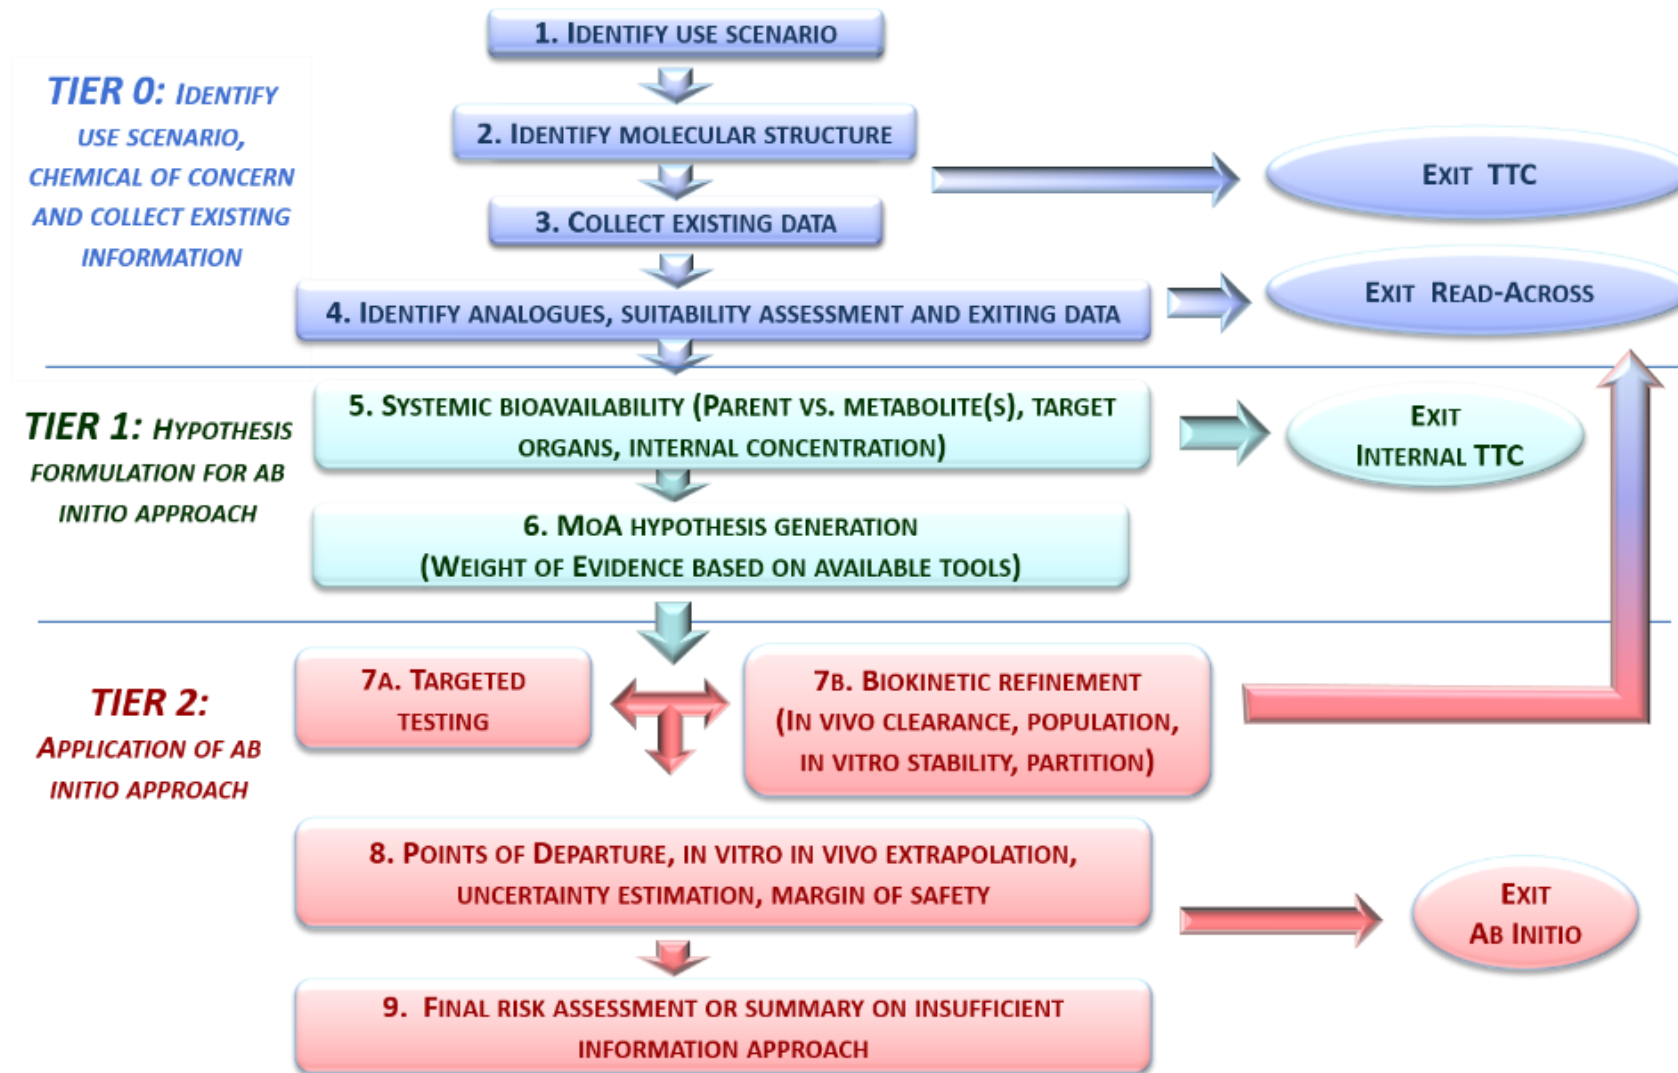 1. Identify use scenario
TIER 0: Identify
use scenario,
chemical of concern
and collect existing
information
2. Identify molecular structure
Exit TTC
3. Collect existing data
4. Identify analogues, suitability assessment and exiting data
Exit Read-Across
TIER 1: Hypothesis
formulation for ab
initio approach
5. Systemic bioavailability (Parent vs. metabolite(s), target
organs, internal concentration)
Exit
Internal TTC
6. MoA hypothesis generation
(Weight of Evidence based on available tools)
TIER 2:
Application of ab
initio approach
7a. Targeted
testing
7b. Biokinetic refinement
(In vivo clearance, population,
in vitro stability, partition)
8. Points of Departure, in vitro in vivo extrapolation,
uncertainty estimation, margin of safety
Exit
Ab Initio
9. Final risk assessment or summary on insufficient
information approach